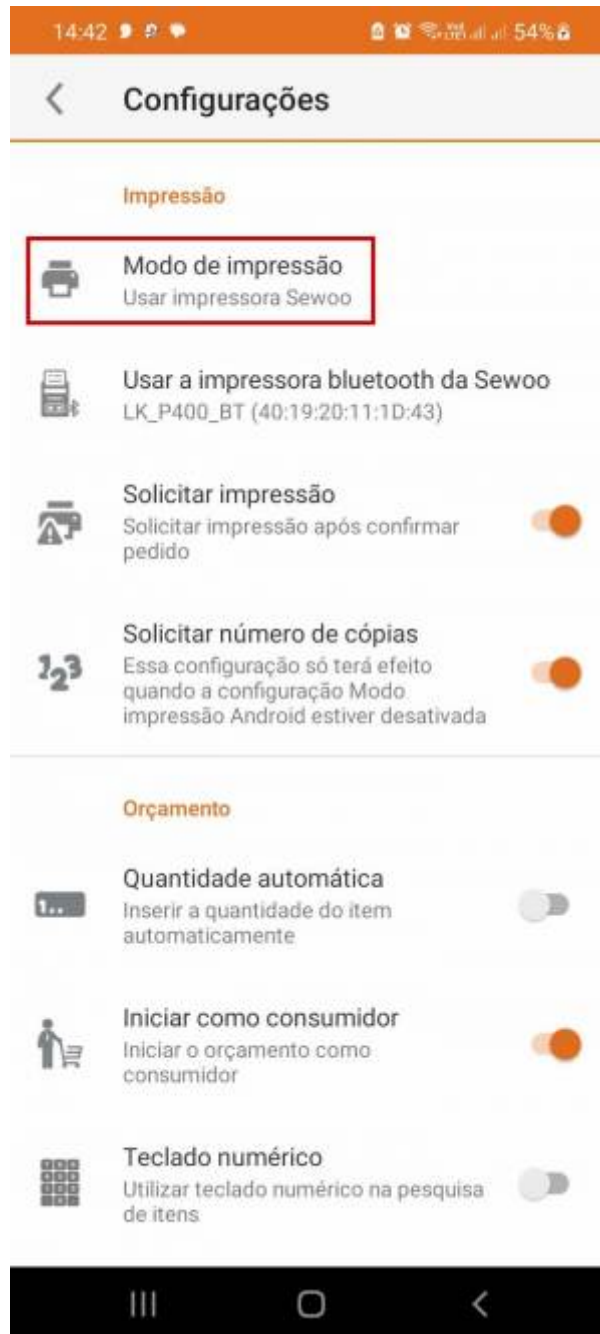 14:42
54%
Configurações
Impressão
Modo de impressão
Usar impressora Sewoo
Usar a impressora bluetooth da Sewoo
LK_P400_BT (40:19:20:11:1D:43)
Solicitar impressão
Solicitar impressão após confirmar
pedido
123
Solicitar número de cópias
Essa configuração só terá efeito
quando a configuração Modo
impressão Android estiver desativada
Orçamento
1..
Quantidade automática
Inserir a quantidade do item
automaticamente
Iniciar como consumidor
Iniciar o orçamento como
consumidor
Teclado numérico
Utilizar teclado numérico na pesquisa
de itens